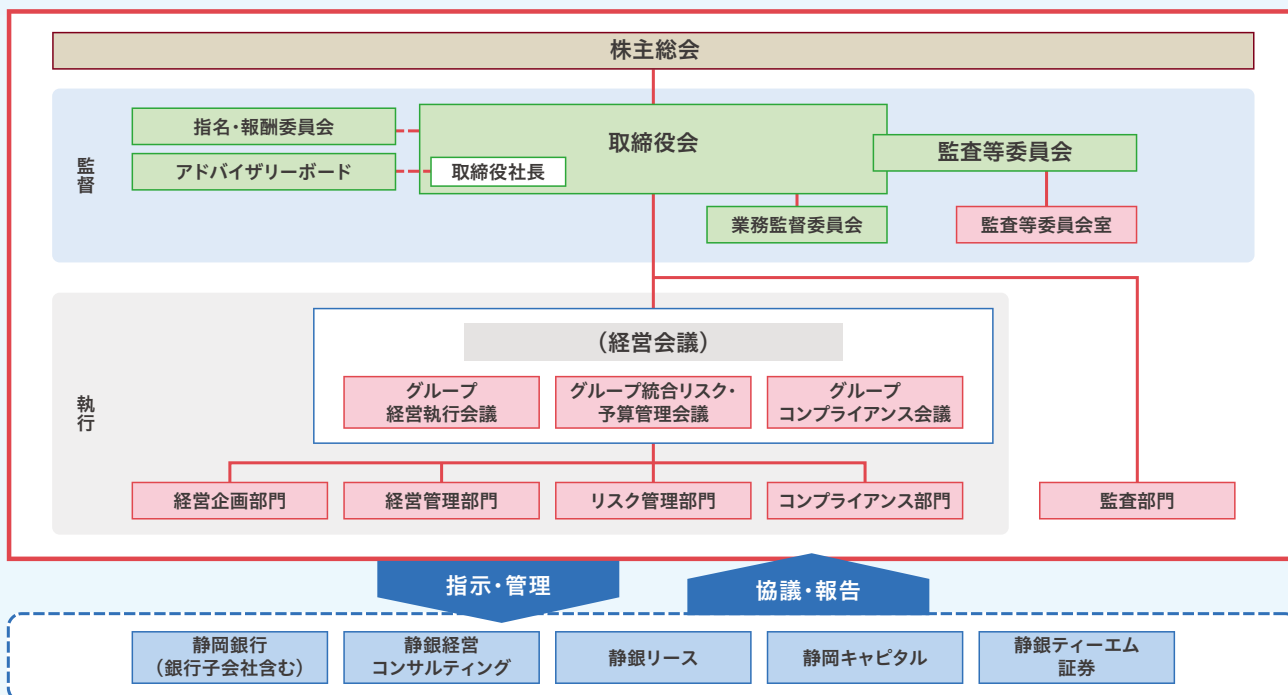 株主総会
監督
指名・報酬委員会
アドバイザリーボード
取締役会
取締役社長
監査等委員会
業務監督委員会
監査等委員会室
執行
（経営会議）
グループ
経営執行会議
グループ統合リスク・
予算管理会議
グループ
コンプライアンス会議
経営企画部門
経営管理部門
リスク管理部門
コンプライアンス部門
監査部門
指示・管理
協議・報告
静岡銀行
（銀行子会社含む）
静銀経営
コンサルティング
静銀リース
静岡キャピタル
静銀ティーエム
証券